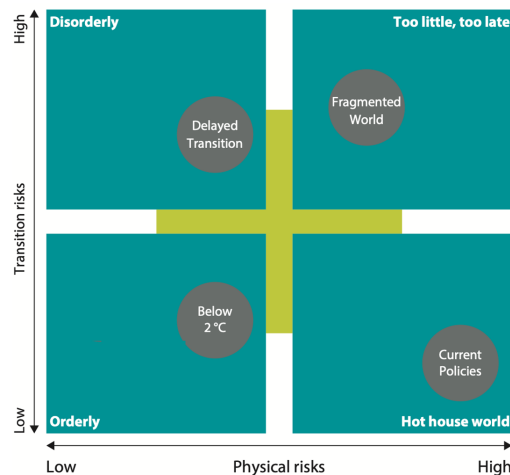 High
Disorderly
Too little, too late
Delayed
Transition
Fragmented
World
Transition risks
Below
2 °C
Current
Policies
Low
Orderly
Hot house world
Low
Physical risks
High